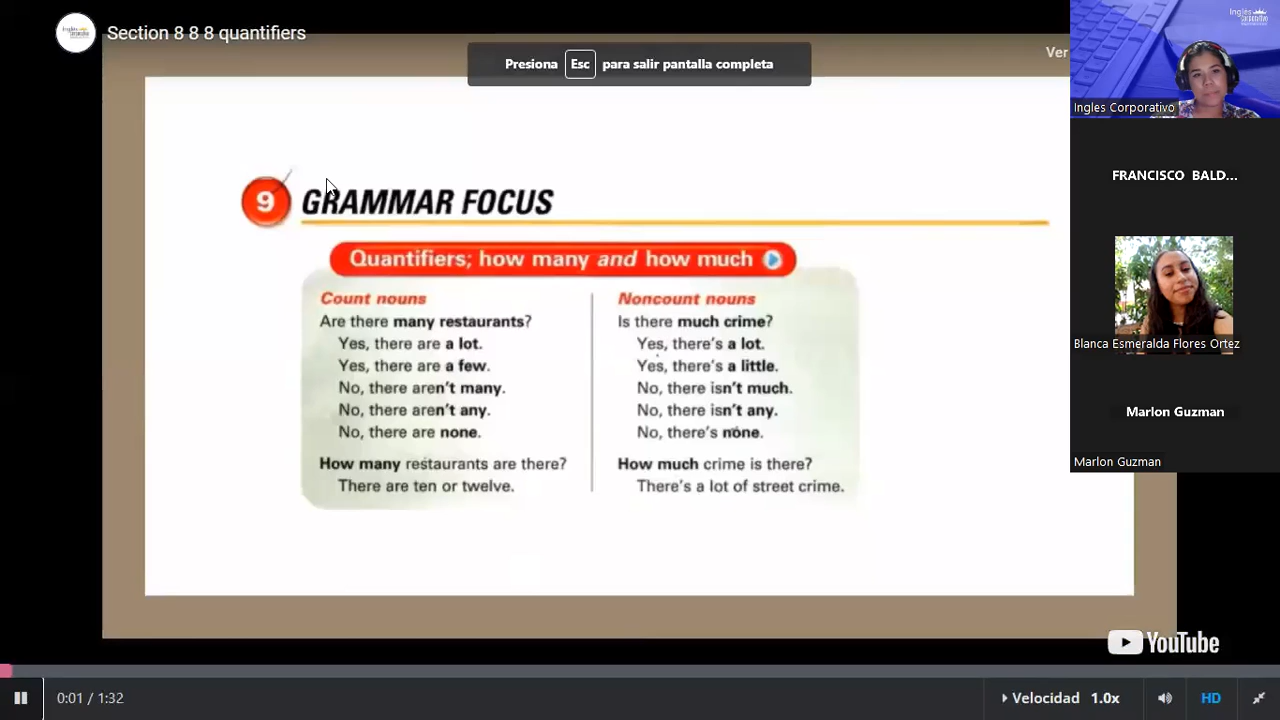 Section 8 8 8 quantifiers
Presiona Esc para salir pantalla completa
Ver
Ingles Corporativo
FRANCISCO BALD...
Blanca Esmeralda Flores Ortez
Marlon Guzman
Marlon Guzman
9 GRAMMAR FOCUS
Quantifiers; how many and how much
Count nouns
Are there many restaurants?
Yes, there are a lot.
Yes, there are a few.
No, there aren't many.
No, there aren't any.
No, there are none.
How many restaurants are there?
There are ten or twelve.
Noncount nouns
Is there much crime?
Yes, there's a lot.
Yes, there's a little.
No, there isn't much.
No, there isn't any.
No, there's none.
How much crime is there?
There's a lot of street crime.
YouTube
0:01 / 1:32
Velocidad 1.0x
HD